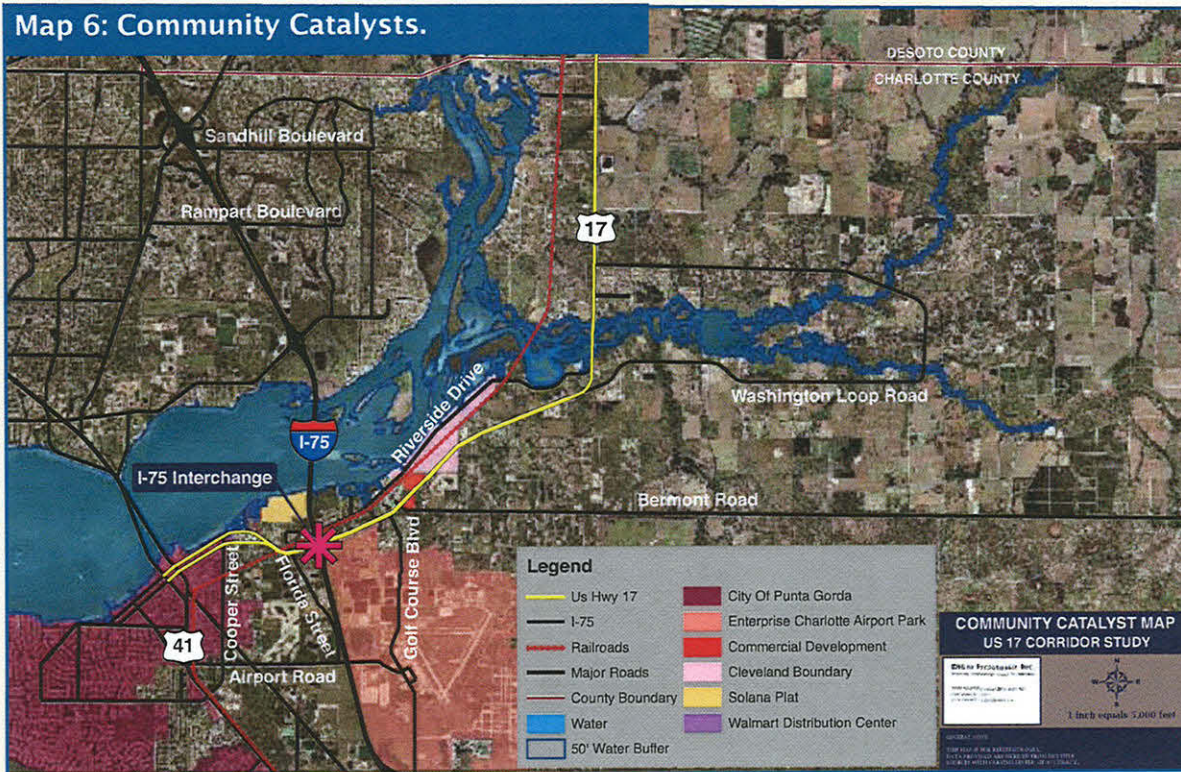 Map 6: Community Catalysts.
DESOTO COUNTY
CHARLOTTE COUNTY
Sandhill Boulevard
Rampart Boulevard
17
Riverside Drive
Washington Loop Road
I-75
I-75 Interchange
Bermont Road
Cooper Street
Florida Street
Golf Course Blvd
41
Airport Road
Legend
Us Hwy 17
I-75
Railroads
Major Roads
County Boundary
Water
50' Water Buffer
City Of Punta Gorda
Enterprise Charlotte Airport Park
Commercial Development
Cleveland Boundary
Solana Plat
Walmart Distribution Center
COMMUNITY CATALYST MAP
US 17 CORRIDOR STUDY
N
W
E
S
1 inch equals 5,000 feet